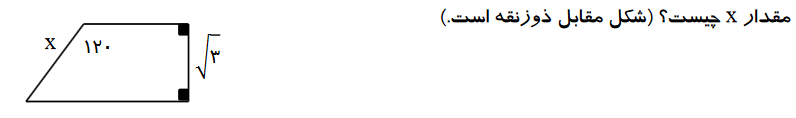 مقدار x چیست؟ (شکل مقابل ذوزنقه است.)
x
۱۲۰
√۳